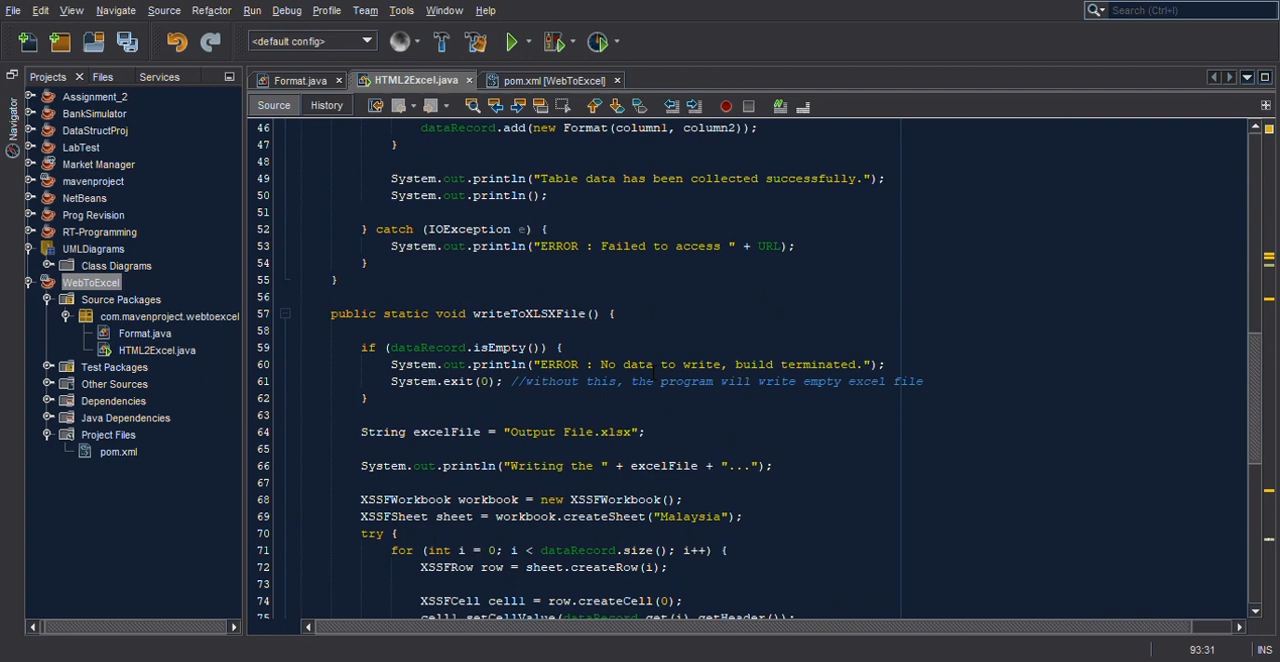 File Edit View Navigate Source Refactor Run Debug Profile Team Tools Window Help Search (Ctrl+I)
<default config>
Projects Files Services
Format.java HTML2Excel.java pom.xml [WebToExcel]
Source History
Navigator
Assignment_2
BankSimulator
DataStructProj
LabTest
Market Manager
mavenproject
NetBeans
Prog Revision
RT-Programming
UMLDiagrams
Class Diagrams
WebToExcel
Source Packages
com.mavenproject.webtoexcel
Format.java
HTML2Excel.java
Test Packages
Other Sources
Dependencies
Java Dependencies
Project Files
pom.xml
46 dataRecord.add(new Format(column1, column2));
47 }
48
49 System.out.println("Table data has been collected successfully.");
50 System.out.println();
51
52 } catch (IOException e) {
53 System.out.println("ERROR : Failed to access " + URL);
54 }
55 }
56
57 public static void writeToXLSXFile() {
58
59 if (dataRecord.isEmpty()) {
60 System.out.println("ERROR : No data to write, build terminated.");
61 System.exit(0); //without this, the program will write empty excel file
62 }
63
64 String excelFile = "Output File.xlsx";
65
66 System.out.println("Writing the " + excelFile + "...");
67
68 XSSFWorkbook workbook = new XSSFWorkbook();
69 XSSFSheet sheet = workbook.createSheet("Malaysia");
70 try {
71 for (int i = 0; i < dataRecord.size(); i++) {
72 XSSFRow row = sheet.createRow(i);
73
74 XSSFCell cell1 = row.createCell(0);
75 cell1.setCellValue(dataRecord.get(i).getHeader());
93:31 INS